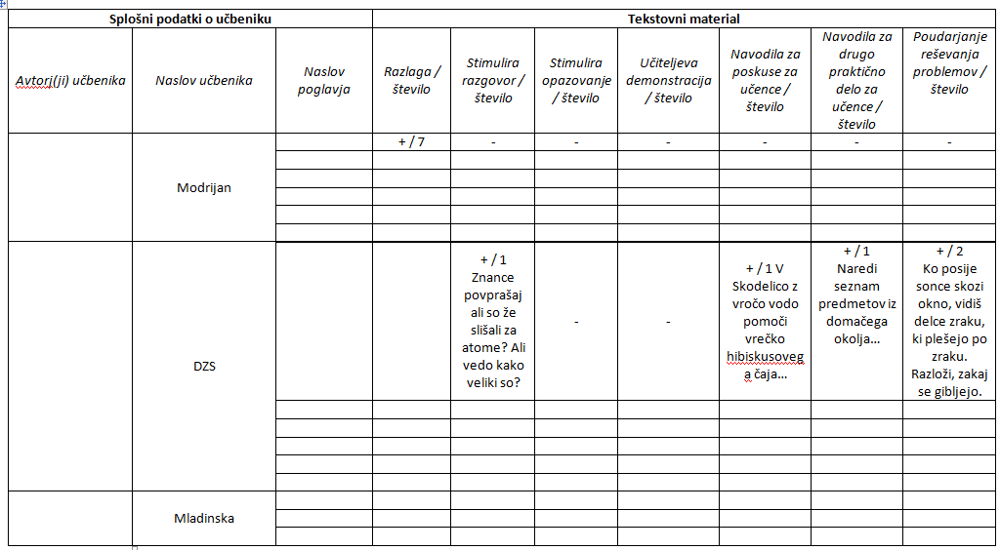 Splošni podatki o učbeniku
Tekstovni material
Avtorj(ji) učbenika
Naslov učbenika
Naslov
poglavja
Razlaga /
število
Stimulira
razgovor /
število
Stimulira
opazovanje
/ število
Učiteljeva
demonstracija
/ število
Navodila za
poskuse za
učence /
število
Navodila za
drugo
praktično
delo za
učence /
število
Poudarjanje
reševanja
problemov /
število
Modrijan
+ / 7
-
-
-
-
-
-
DZS
+ / 1
Znance
povprašaj
ali so že
slišali za
atome? Ali
vedo kako
veliki so?
-
-
+ / 1 V
Skodelico z
vročo vodo
pomoči
vrečko
hibiskusoveg
a čaja...
+ / 1
Naredi
seznam
predmetov iz
domačega
okolja...
+ / 2
Ko posije
sonce skozi
okno, vidiš
delce zraku,
ki plešejo po
zraku.
Razloži, zakaj
se gibljejo.
Mladinska